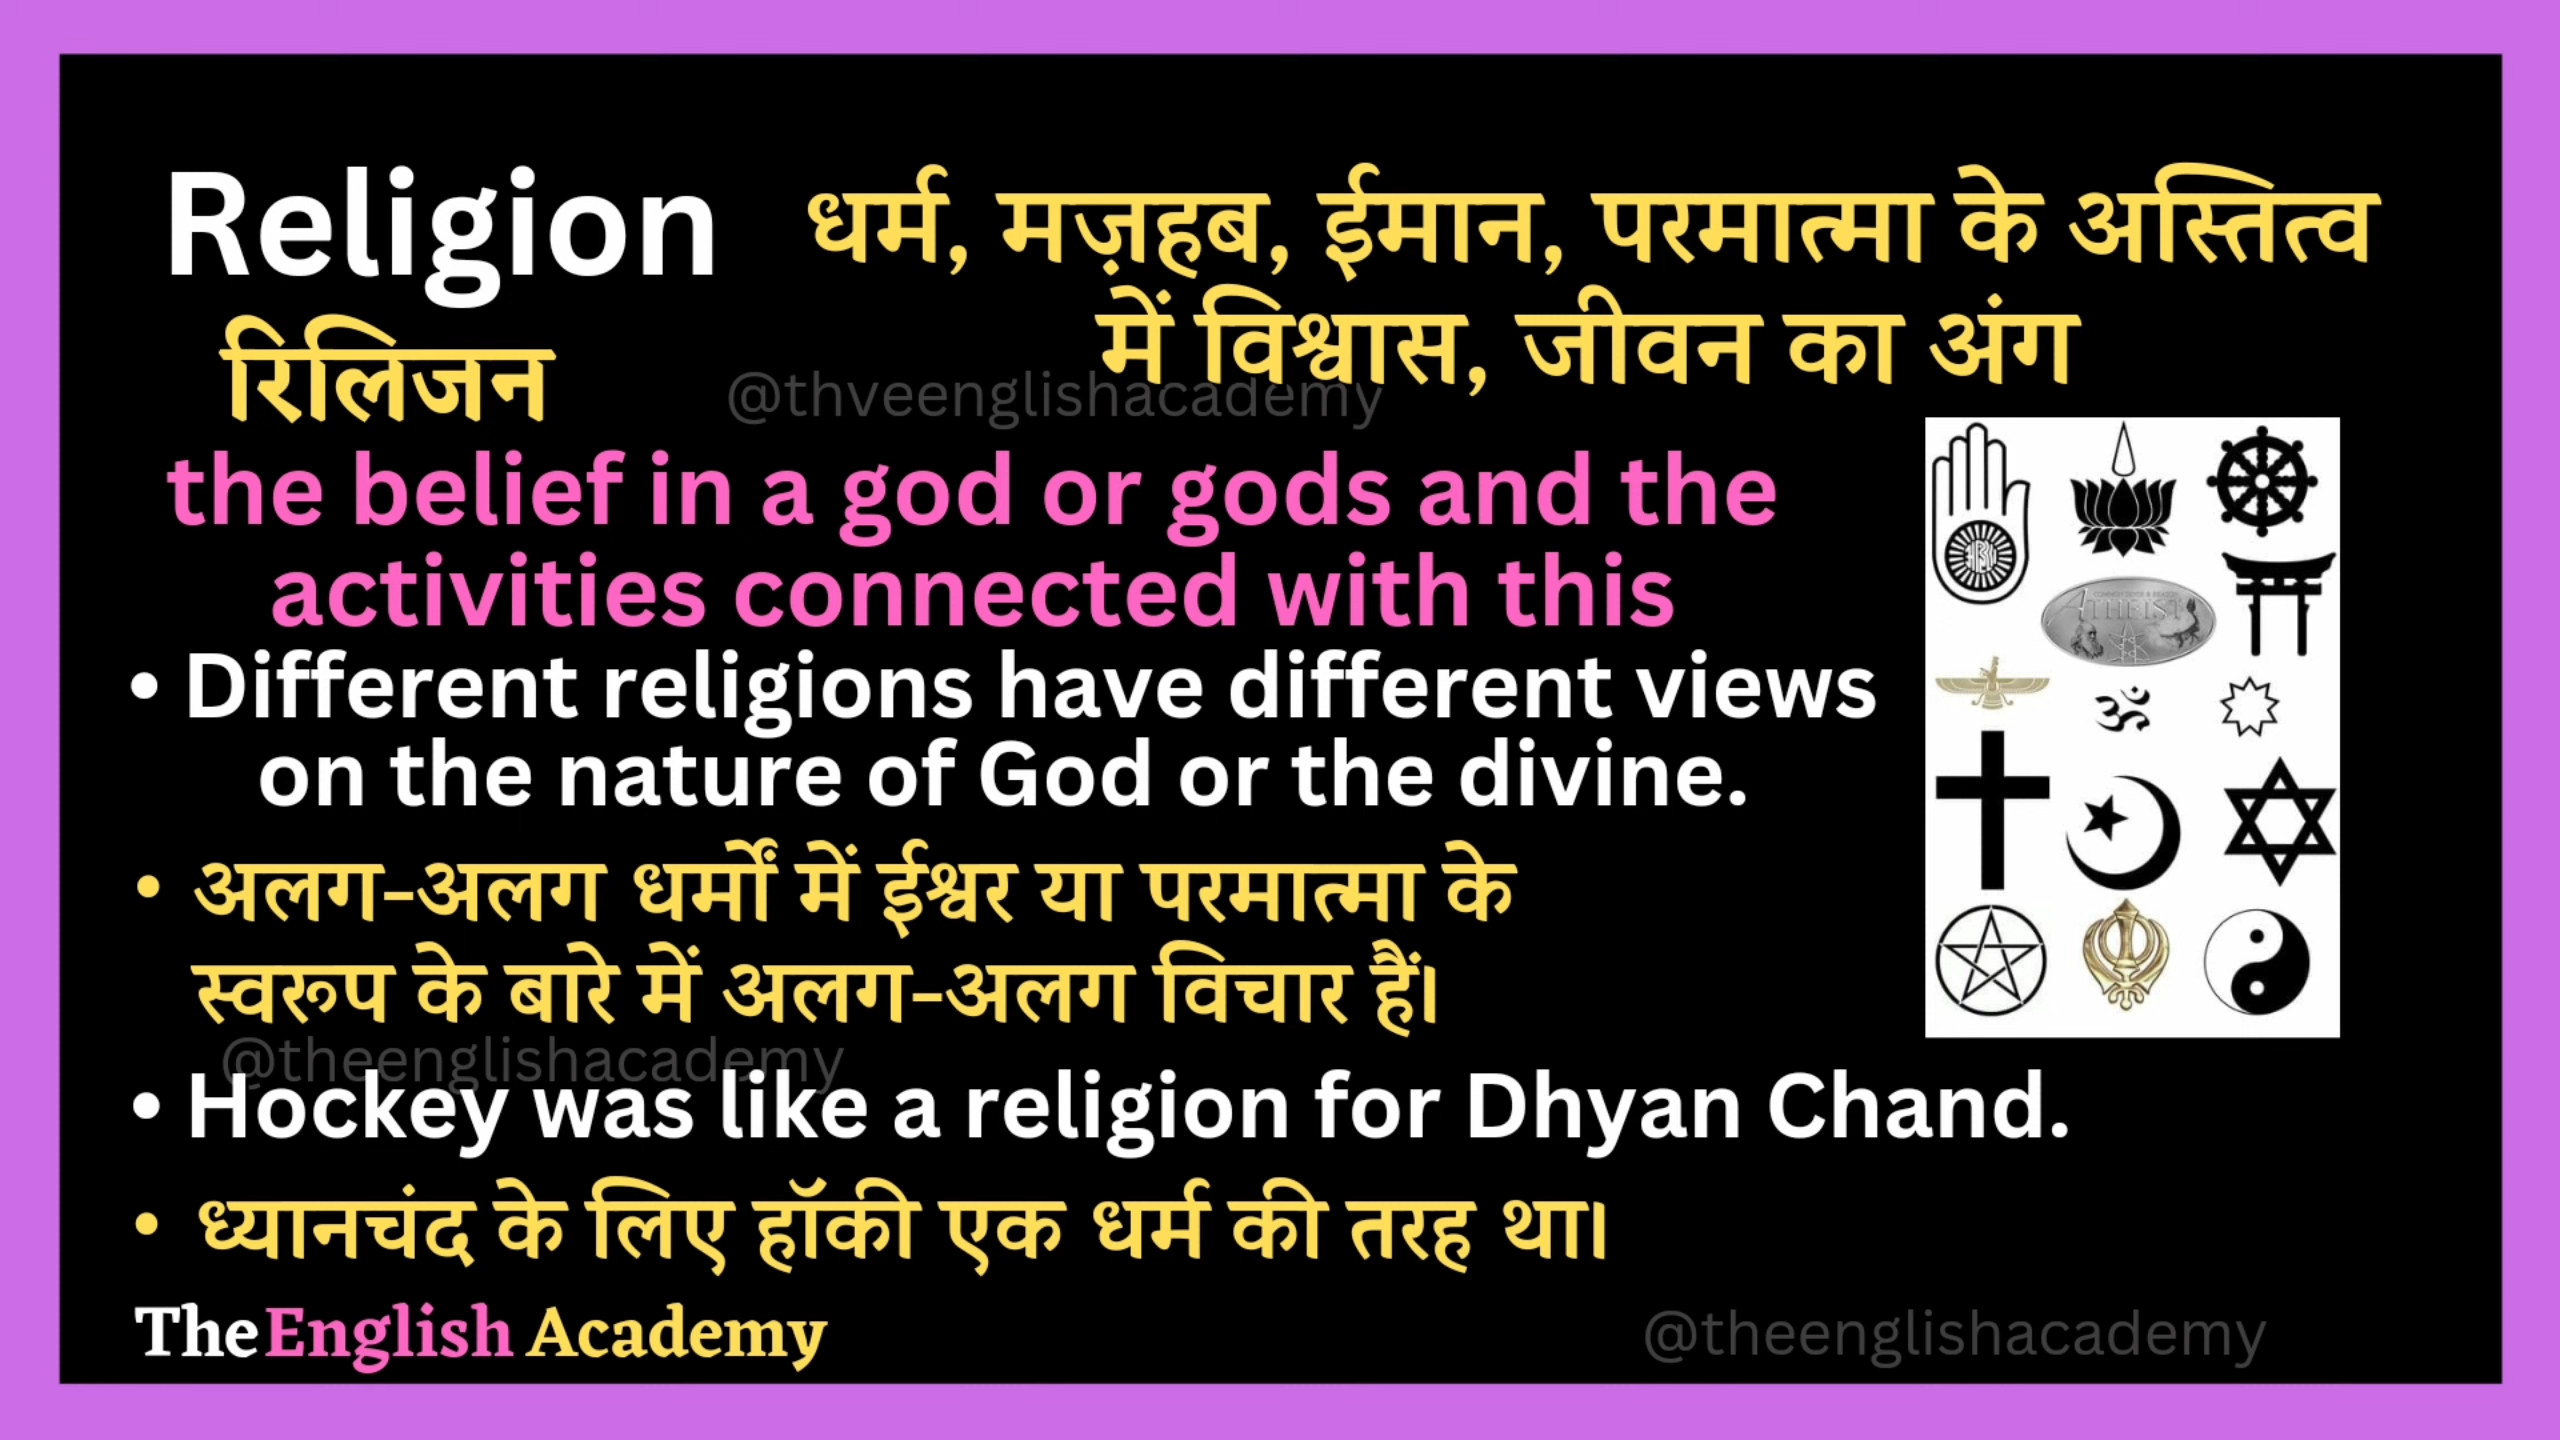 Religion
धर्म, मज़हब, ईमान, परमात्मा के अस्तित्व
में विश्वास, जीवन का अंग
रिलिजन
@thveenglishacademy
the belief in a god or gods and the
activities connected with this
• Different religions have different views
on the nature of God or the divine.
• अलग-अलग धर्मों में ईश्वर या परमात्मा के
स्वरूप के बारे में अलग-अलग विचार हैं।
@theenglishacademy
• Hockey was like a religion for Dhyan Chand.
• ध्यानचंद के लिए हॉकी एक धर्म की तरह था।
The English Academy
@theenglishacademy
ATHEIST
ॐ